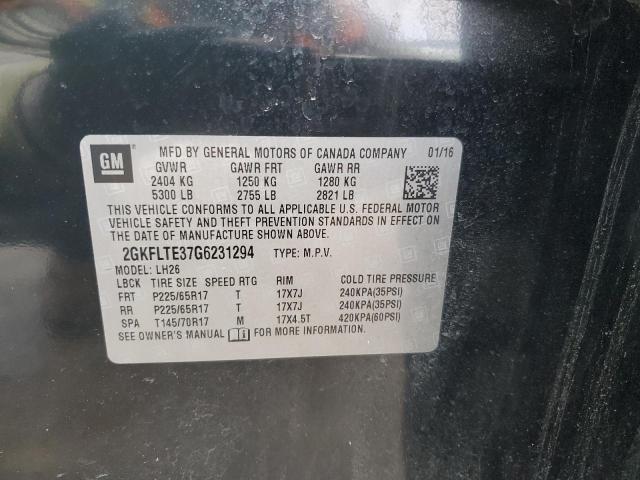 GM
MFD BY GENERAL MOTORS OF CANADA COMPANY 01/16
GVWR GAWR FRT GAWR RR
2404 KG 1250 KG 1280 KG
5300 LB 2755 LB 2821 LB
THIS VEHICLE CONFORMS TO ALL APPLICABLE U.S. FEDERAL MOTOR
VEHICLE SAFETY AND THEFT PREVENTION STANDARDS IN EFFECT ON
THE DATE OF MANUFACTURE SHOWN ABOVE.
2GKFLTE37G6231294 TYPE: M.P.V.
MODEL: LH26
LBCK TIRE SIZE SPEED RTG RIM COLD TIRE PRESSURE
FRT P225/65R17 T 17X7J 240KPA(35PSI)
RR P225/65R17 T 17X7J 240KPA(35PSI)
SPA T145/70R17 M 17X4.5T 420KPA(60PSI)
SEE OWNER'S MANUAL FOR MORE INFORMATION